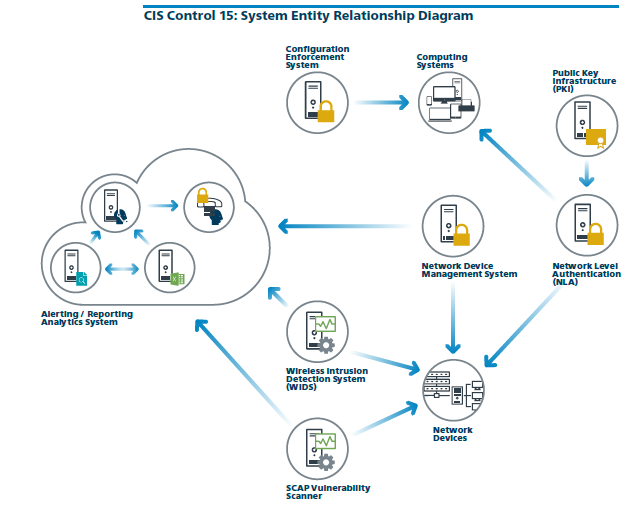 CIS Control 15: System Entity Relationship Diagram
Configuration
Enforcement
System
Computing
Systems
Public Key
Infrastructure
(PKI)
Network Device
Management System
Network Level
Authentication
(NLA)
Alerting / Reporting
Analytics System
Wireless Intrusion
Detection System
(WIDS)
Network
Devices
SCAP Vulnerability
Scanner